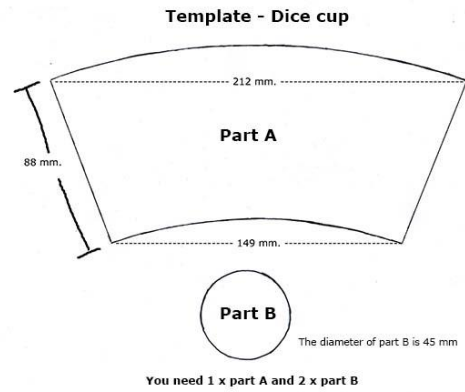 Template - Dice cup
212 mm.
Part A
88 mm.
149 mm.
Part B
The diameter of part B is 45 mm
You need 1 x part A and 2 x part B